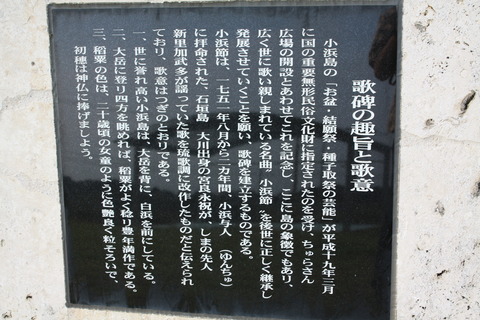 歌碑の趣旨と歌意
小浜島の「お盆・結願祭・種子取祭の芸能」が平成十九年三月
に国の重要無形民俗文化財に指定されたのを受け、ちゅらさん
広場の開設とあわせてこれを記念し、ここに島の象徴でもあり、
広く世に歌い親しまれている名曲"小浜節"を後世に正しく継承し
発展させていくことを願い、歌碑を建立するものである。
小浜節は、一七五一年八月から二カ年間、小浜与人(ゆんちゅ)
に拝命された、石垣島 大川出身の宮良永祝が、しまの先人
新里加武多が謡っていた歌を琉歌調に改作したものだと伝えられ
ており、歌意はつぎのとおりである。
一、世に誉れ高い小浜島は、大岳を背に、白浜を前にしている。
二、大岳に登り四方を眺めれば、稲粟がよく稔り豊年満作である。
三、稲粟の色は、二十歳頃の女童のように色艶良く粒ぞろいで、
初穂は神仏に捧げましょう。